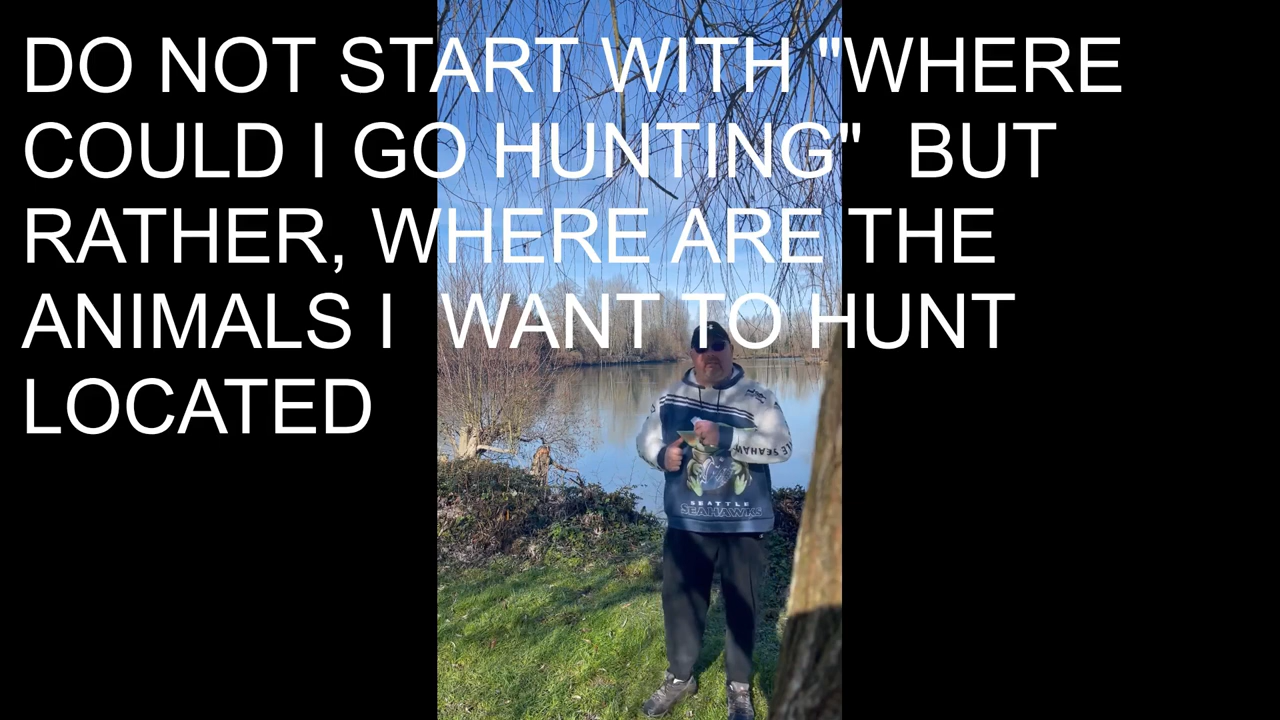 DO NOT START WITH "WHERE
COULD I GO HUNTING"  BUT
RATHER, WHERE ARE THE
ANIMALS I  WANT TO HUNT
LOCATED
SEATTLE
SEAHAWKS